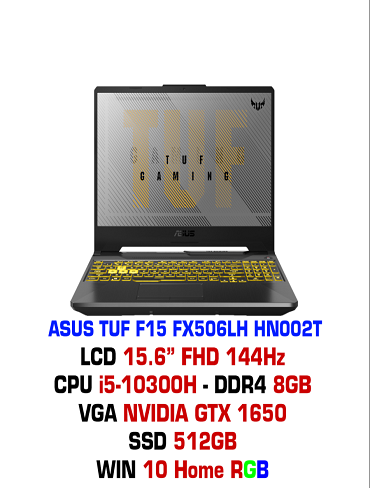 TUF
TUF
GAMING
ASUS
ASUS TUF F15 FX506LH HN002T
LCD 15.6” FHD 144Hz
CPU i5-10300H - DDR4 8GB
VGA NVIDIA GTX 1650
SSD 512GB
WIN 10 Home RGB